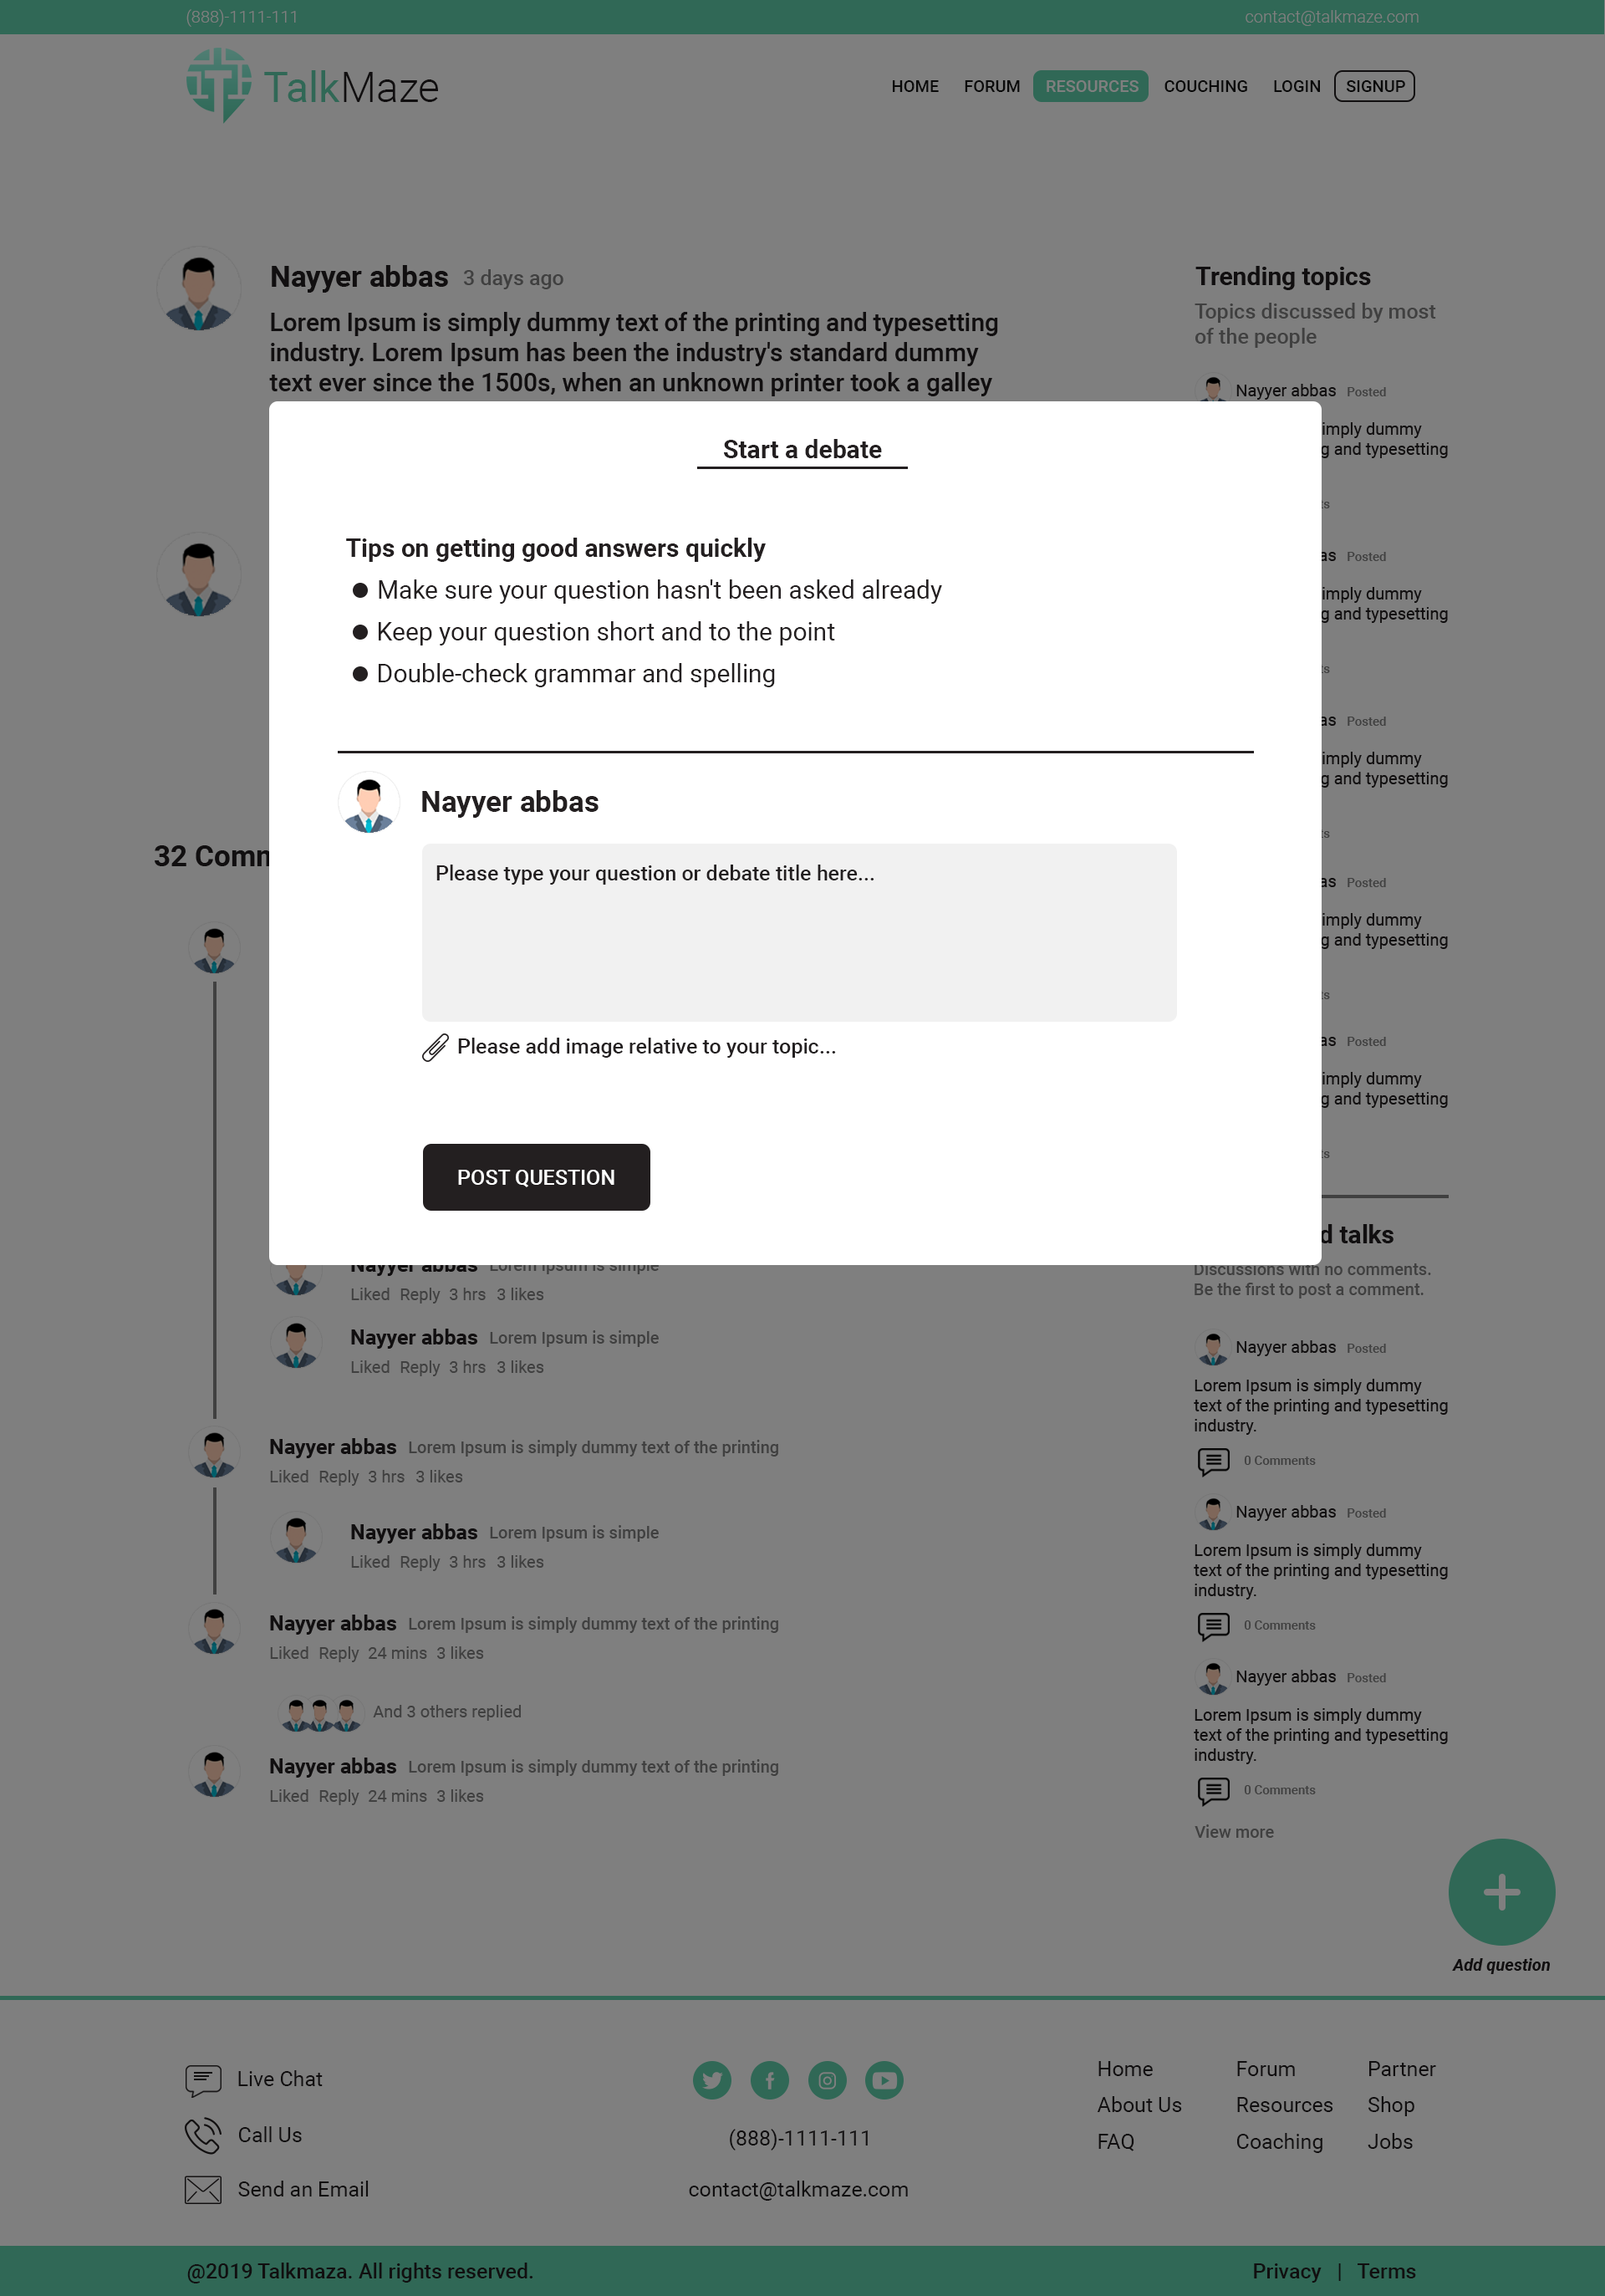 (888)-1111-111
contact@talkmaze.com
TalkMaze
HOME FORUM RESOURCES COUCHING LOGIN SIGNUP
Nayyer abbas 3 days ago
Lorem Ipsum is simply dummy text of the printing and typesetting
industry. Lorem Ipsum has been the industry's standard dummy
text ever since the 1500s, when an unknown printer took a galley
32
Start a debate
Tips on getting good answers quickly
● Make sure your question hasn't been asked already
● Keep your question short and to the point
● Double-check grammar and spelling
Nayyer abbas
Please type your question or debate title here...
Please add image relative to your topic...
POST QUESTION
Nayyer abbas Lorem Ipsum is simple
Liked Reply 3 hrs 3 likes
Nayyer abbas Lorem Ipsum is simple
Liked Reply 3 hrs 3 likes
Nayyer abbas Lorem Ipsum is simply dummy text of the printing
Liked Reply 3 hrs 3 likes
Nayyer abbas Lorem Ipsum is simple
Liked Reply 3 hrs 3 likes
Nayyer abbas Lorem Ipsum is simply dummy text of the printing
Liked Reply 24 mins 3 likes
And 3 others replied
Nayyer abbas Lorem Ipsum is simply dummy text of the printing
Liked Reply 24 mins 3 likes
Trending topics
Topics discussed by most
of the people
Nayyer abbas Posted
dummy
and typesetting
Posted
dummy
and typesetting
Posted
dummy
and typesetting
Posted
dummy
and typesetting
Posted
dummy
and typesetting
talks
Discussions with no comments.
Be the first to post a comment.
Nayyer abbas Posted
Lorem Ipsum is simply dummy
text of the printing and typesetting
industry.
0 Comments
Nayyer abbas Posted
Lorem Ipsum is simply dummy
text of the printing and typesetting
industry.
0 Comments
Nayyer abbas Posted
Lorem Ipsum is simply dummy
text of the printing and typesetting
industry.
0 Comments
View more
Add question
Live Chat
Call Us
Send an Email
(888)-1111-111
contact@talkmaze.com
Home Forum Partner
About Us Resources Shop
FAQ Coaching Jobs
@2019 Talkmaza. All rights reserved.
Privacy | Terms